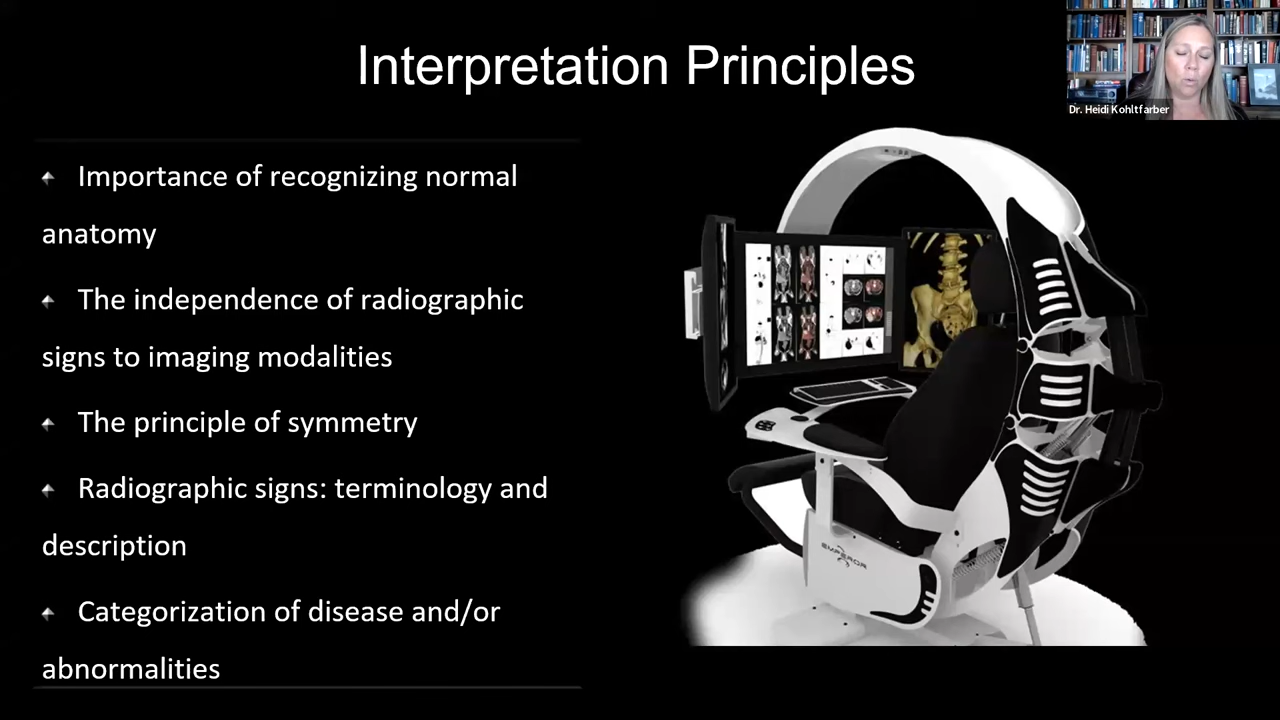 Interpretation Principles
Dr. Heidi Kohltfarber
Importance of recognizing normal
anatomy
The independence of radiographic
signs to imaging modalities
The principle of symmetry
Radiographic signs: terminology and
description
Categorization of disease and/or
abnormalities
EMPEROR